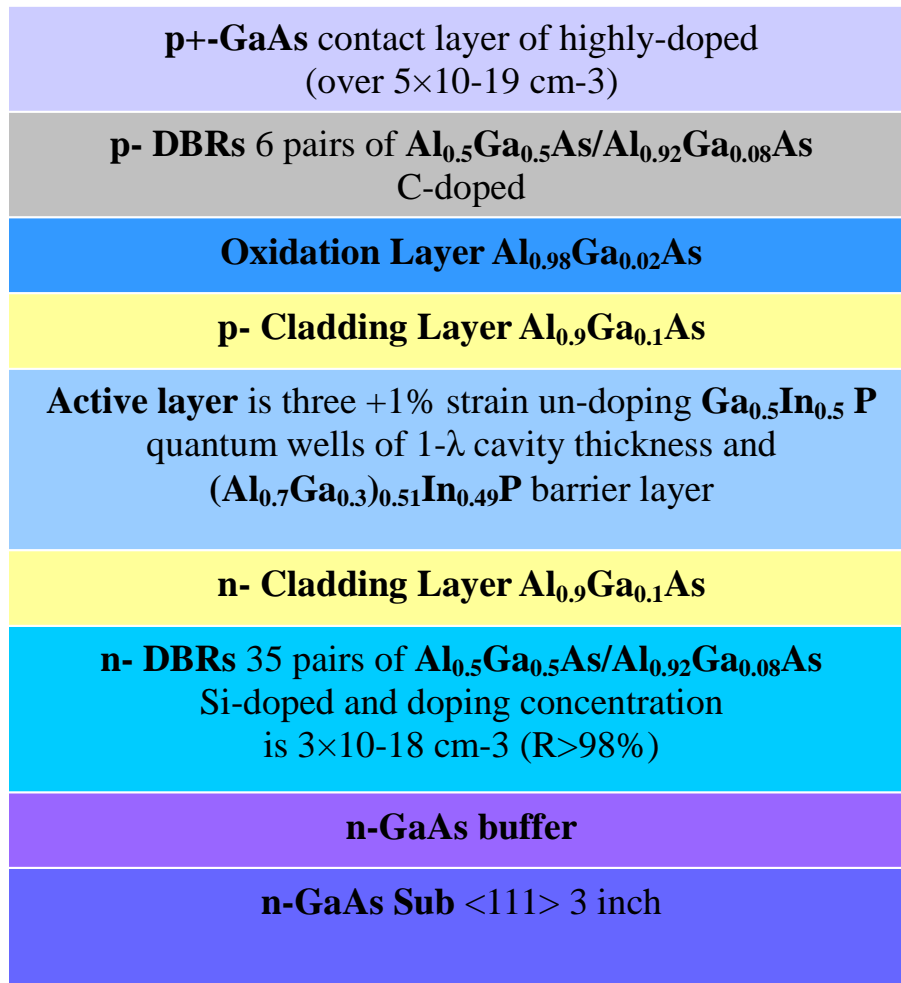 p+-GaAs contact layer of highly-doped
(over 5×10-19 cm-3)
p- DBRs 6 pairs of Al₀.₅Ga₀.₅As/Al₀.₉₂Ga₀.₀₈As
C-doped
Oxidation Layer Al₀.₉₈Ga₀.₀₂As
p- Cladding Layer Al₀.₉Ga₀.₁As
Active layer is three +1% strain un-doping Ga₀.₅In₀.₅ P
quantum wells of 1-λ cavity thickness and
(Al₀.₇Ga₀.₃)₀.₅₁In₀.₄₉P barrier layer
n- Cladding Layer Al₀.₉Ga₀.₁As
n- DBRs 35 pairs of Al₀.₅Ga₀.₅As/Al₀.₉₂Ga₀.₀₈As
Si-doped and doping concentration
is 3×10-18 cm-3 (R>98%)
n-GaAs buffer
n-GaAs Sub <111> 3 inch